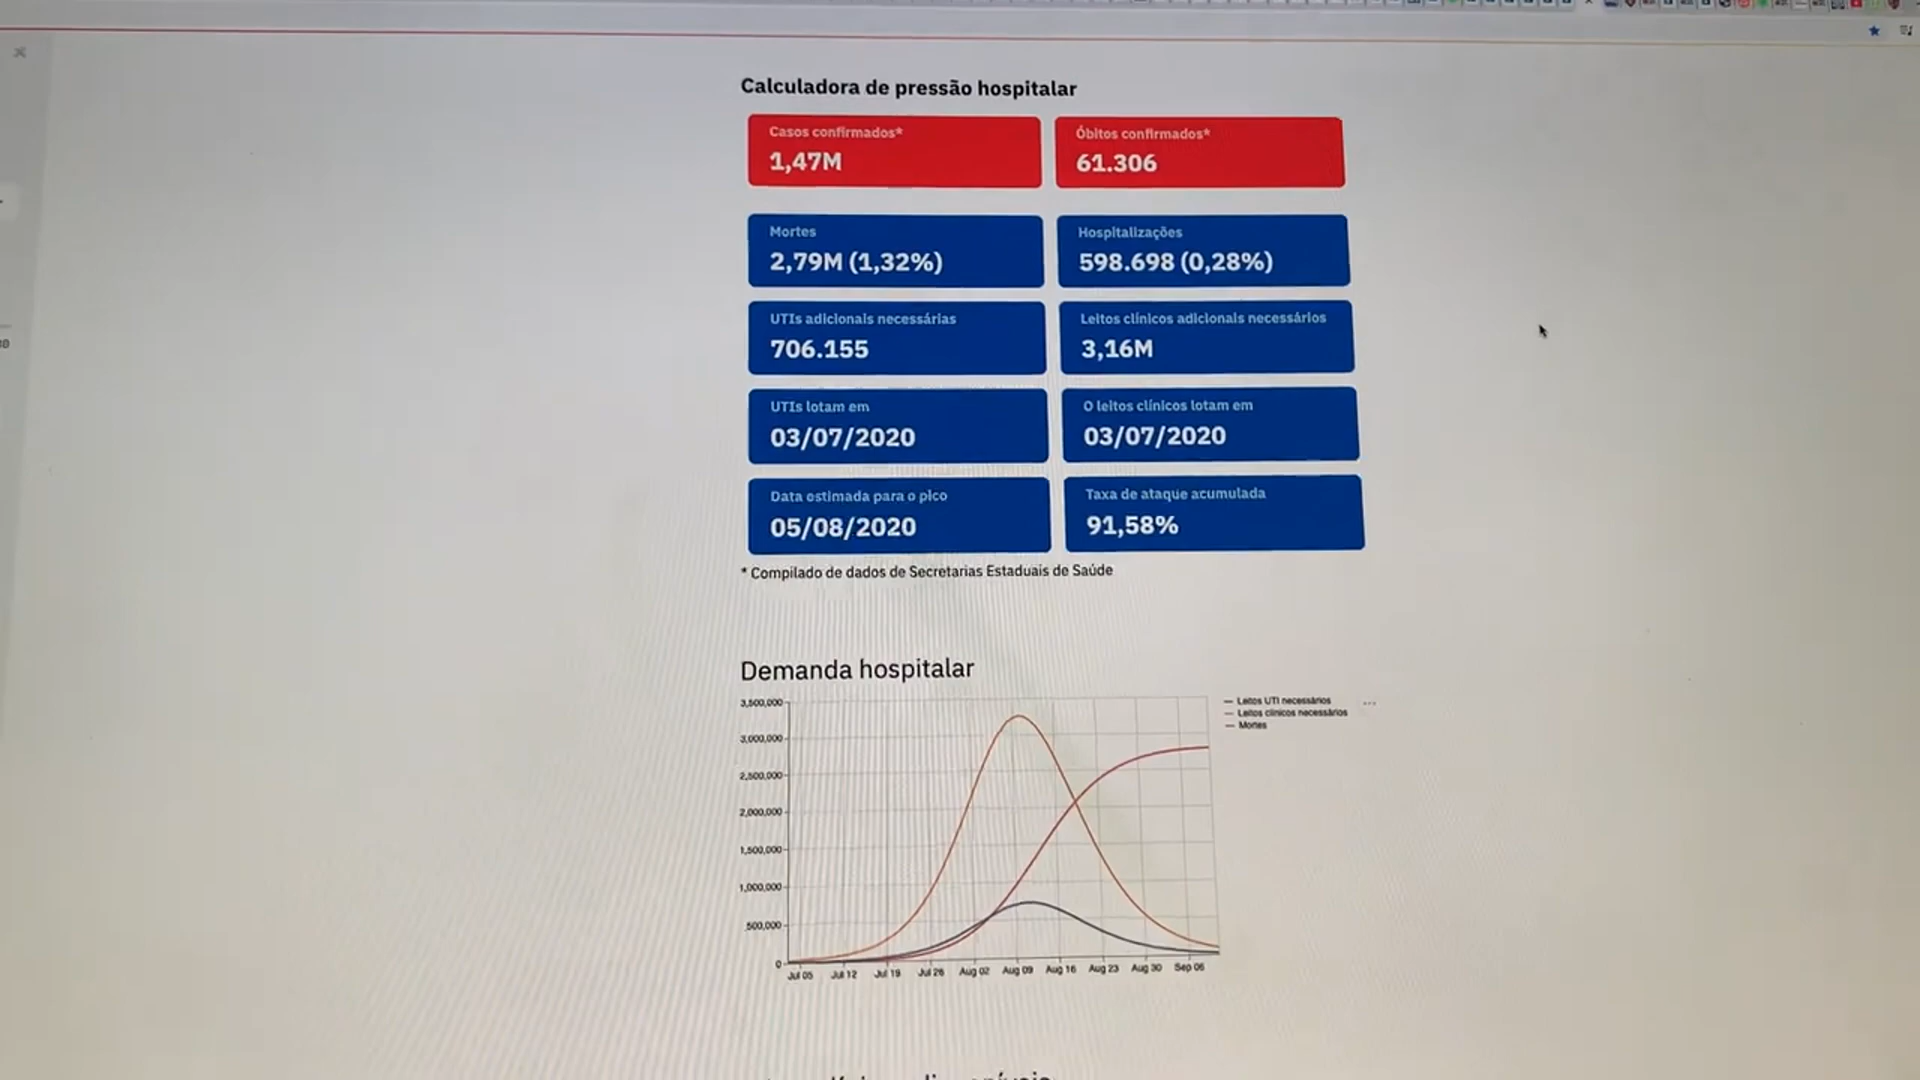 Calculadora de pressão hospitalar
Casos confirmados*
1,47M
Óbitos confirmados*
61.306
Mortes
2,79M (1,32%)
Hospitalizações
598.698 (0,28%)
UTIs adicionais necessárias
706.155
Leitos clínicos adicionais necessários
3,16M
UTIs lotam em
03/07/2020
O leitos clínicos lotam em
03/07/2020
Data estimada para o pico
05/08/2020
Taxa de ataque acumulada
91,58%
* Compilado de dados de Secretarias Estaduais de Saúde
Demanda hospitalar
3,500,000
3,000,000
2,500,000
2,000,000
1,500,000
1,000,000
500,000
0
Jul 05 Jul 12 Jul 19 Jul 26 Aug 02 Aug 09 Aug 16 Aug 23 Aug 30 Sep 06
Leitos UTI necessários
Leitos clínicos necessários
Mortes